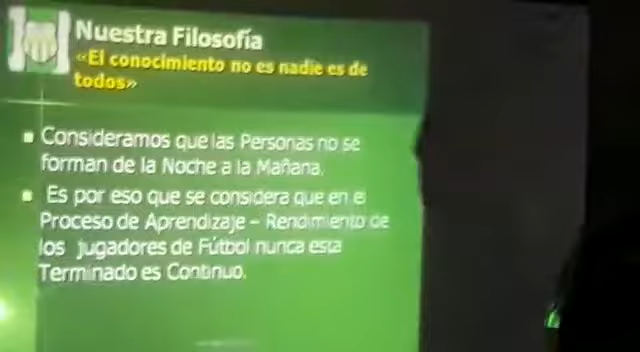 Nuestra Filosofía
«El conocimiento no es nadie es de
todos»
Consideramos que las Personas no se
forman de la Noche a la Mañana.
Es por eso que se considera que en el
Proceso de Aprendizaje – Rendimiento de
los jugadores de Fútbol nunca esta
Terminado es Continuo.